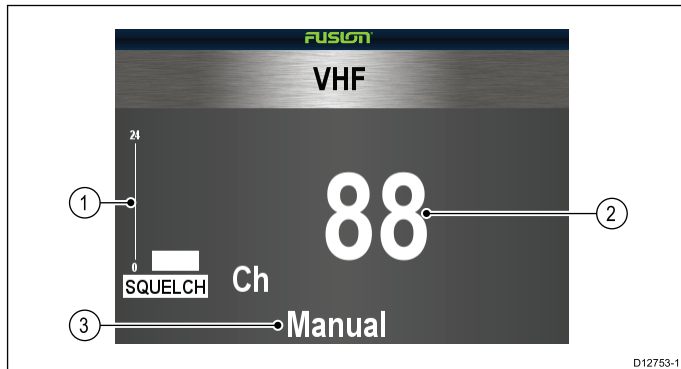 FUSION
VHF
24
1
88
2
0
SQUELCH
Ch
3
Manual
D12753-1